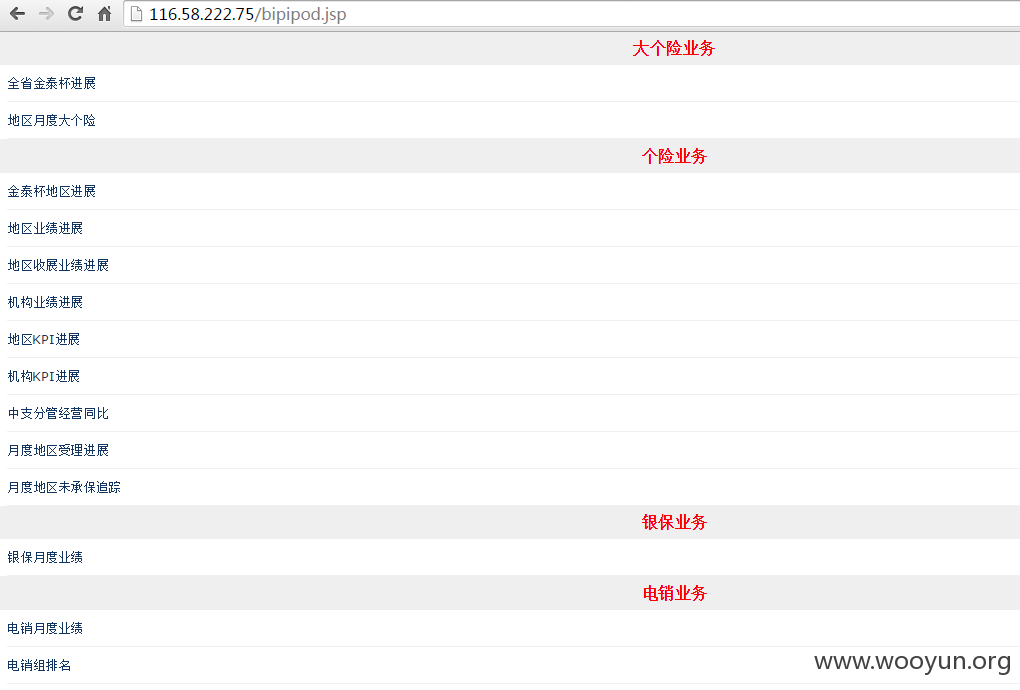 116.58.222.75/bipipod.jsp
大个险业务
全省金泰杯进展
地区月度大个险
个险业务
金泰杯地区进展
地区业绩进展
地区收展业绩进展
机构业绩进展
地区KPI进展
机构KPI进展
中支分管经营同比
月度地区受理进展
月度地区未承保追踪
银保业务
银保月度业绩
电销业务
电销月度业绩
电销组排名
www.wooyun.org